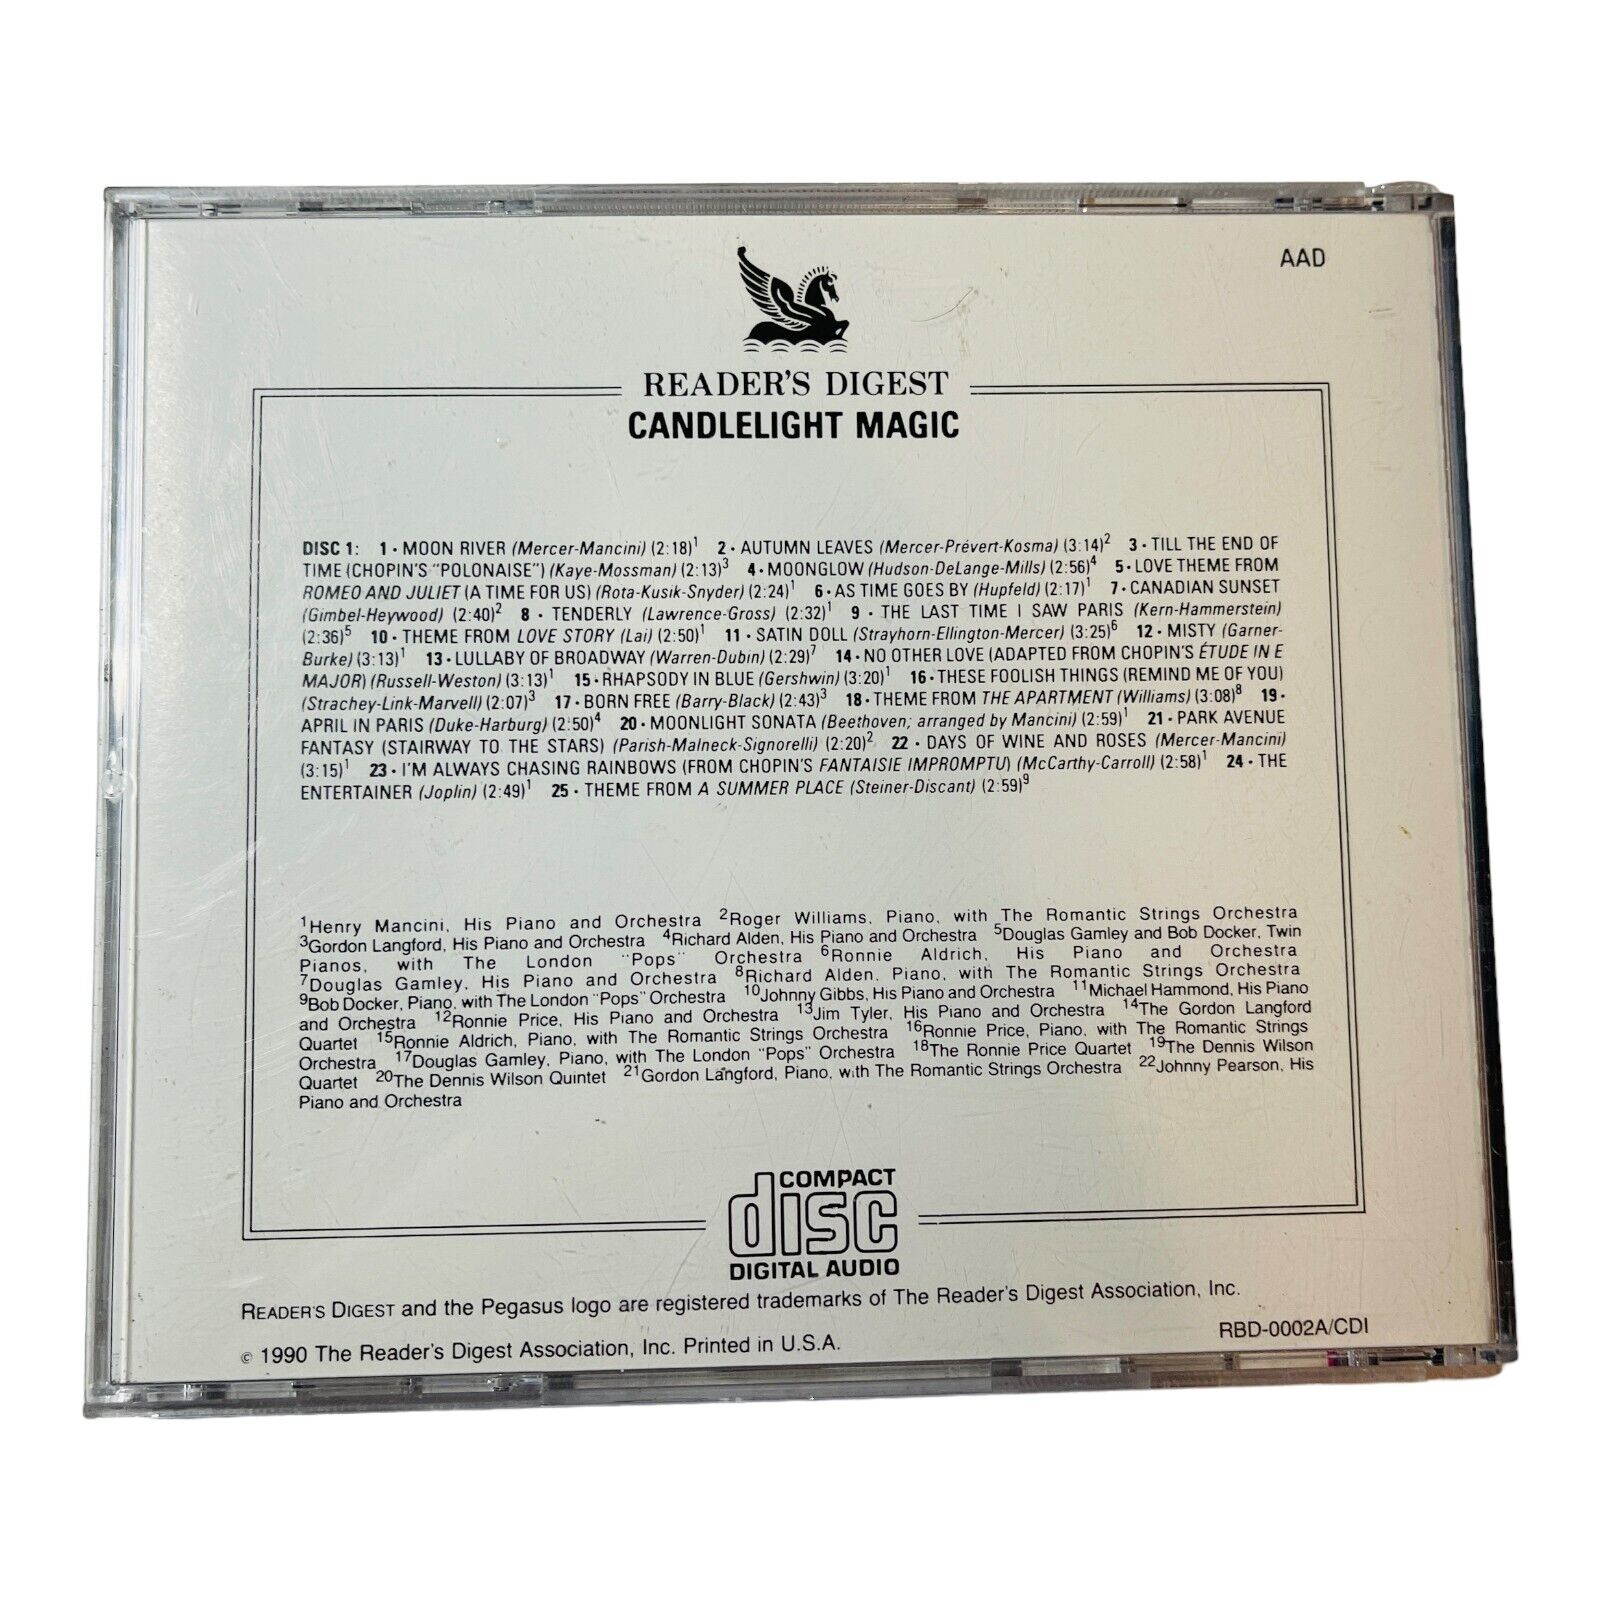 AAD
READER'S DIGEST
CANDLELIGHT MAGIC
DISC 1: 1 • MOON RIVER (Mercer-Mancini) (2:18)¹ 2 • AUTUMN LEAVES (Mercer-Prévert-Kosma) (3:14)² 3 • TILL THE END OF
TIME (CHOPIN'S "POLONAISE") (Kaye-Mossman) (2:13)³ 4 • MOONGLOW (Hudson-DeLange-Mills) (2:56)⁴ 5 • LOVE THEME FROM
ROMEO AND JULIET (A TIME FOR US) (Rota-Kusik-Snyder) (2:24)¹ 6 • AS TIME GOES BY (Hupfeld) (2:17)¹ 7 • CANADIAN SUNSET
(Gimbel-Heywood) (2:40)² 8 • TENDERLY (Lawrence-Gross) (2:32)¹ 9 • THE LAST TIME I SAW PARIS (Kern-Hammerstein)
(2:36)⁵ 10 • THEME FROM LOVE STORY (Lai) (2:50)¹ 11 • SATIN DOLL (Strayhorn-Ellington-Mercer) (3:25)⁶ 12 • MISTY (Garner-
Burke) (3:13)¹ 13 • LULLABY OF BROADWAY (Warren-Dubin) (2:29)⁷ 14 • NO OTHER LOVE (ADAPTED FROM CHOPIN'S ÉTUDE IN E
MAJOR) (Russell-Weston) (3:13)¹ 15 • RHAPSODY IN BLUE (Gershwin) (3:20)¹ 16 • THESE FOOLISH THINGS (REMIND ME OF YOU)
(Strachey-Link-Marvell) (2:07)³ 17 • BORN FREE (Barry-Black) (2:43)³ 18 • THEME FROM THE APARTMENT (Williams) (3:08)⁸ 19 •
APRIL IN PARIS (Duke-Harburg) (2:50)⁴ 20 • MOONLIGHT SONATA (Beethoven; arranged by Mancini) (2:59)¹ 21 • PARK AVENUE
FANTASY (STAIRWAY TO THE STARS) (Parish-Malneck-Signorelli) (2:20)² 22 • DAYS OF WINE AND ROSES (Mercer-Mancini)
(3:15)¹ 23 • I'M ALWAYS CHASING RAINBOWS (FROM CHOPIN'S FANTAISIE IMPROMPTU) (McCarthy-Carroll) (2:58)¹ 24 • THE
ENTERTAINER (Joplin) (2:49)¹ 25 • THEME FROM A SUMMER PLACE (Steiner-Discant) (2:59)⁹
¹Henry Mancini, His Piano and Orchestra ²Roger Williams, Piano, with The Romantic Strings Orchestra
³Gordon Langford, His Piano and Orchestra ⁴Richard Alden, His Piano and Orchestra ⁵Douglas Gamley and Bob Docker, Twin
Pianos, with The London "Pops" Orchestra ⁶Ronnie Aldrich, His Piano and Orchestra
⁷Douglas Gamley, His Piano and Orchestra ⁸Richard Alden, Piano, with The Romantic Strings Orchestra
⁹Bob Docker, Piano, with The London "Pops" Orchestra ¹⁰Johnny Gibbs, His Piano and Orchestra ¹¹Michael Hammond, His Piano
and Orchestra ¹²Ronnie Price, His Piano and Orchestra ¹³Jim Tyler, His Piano and Orchestra ¹⁴The Gordon Langford
Quartet ¹⁵Ronnie Aldrich, Piano, with The Romantic Strings Orchestra ¹⁶Ronnie Price, Piano, with The Romantic Strings
Orchestra ¹⁷Douglas Gamley, Piano, with The London "Pops" Orchestra ¹⁸The Ronnie Price Quartet ¹⁹The Dennis Wilson
Quartet ²⁰The Dennis Wilson Quintet ²¹Gordon Langford, Piano, with The Romantic Strings Orchestra ²²Johnny Pearson, His
Piano and Orchestra
COMPACT
disc
DIGITAL AUDIO
READER'S DIGEST and the Pegasus logo are registered trademarks of The Reader's Digest Association, Inc.
© 1990 The Reader's Digest Association, Inc. Printed in U.S.A.
RBD-0002A/CDI